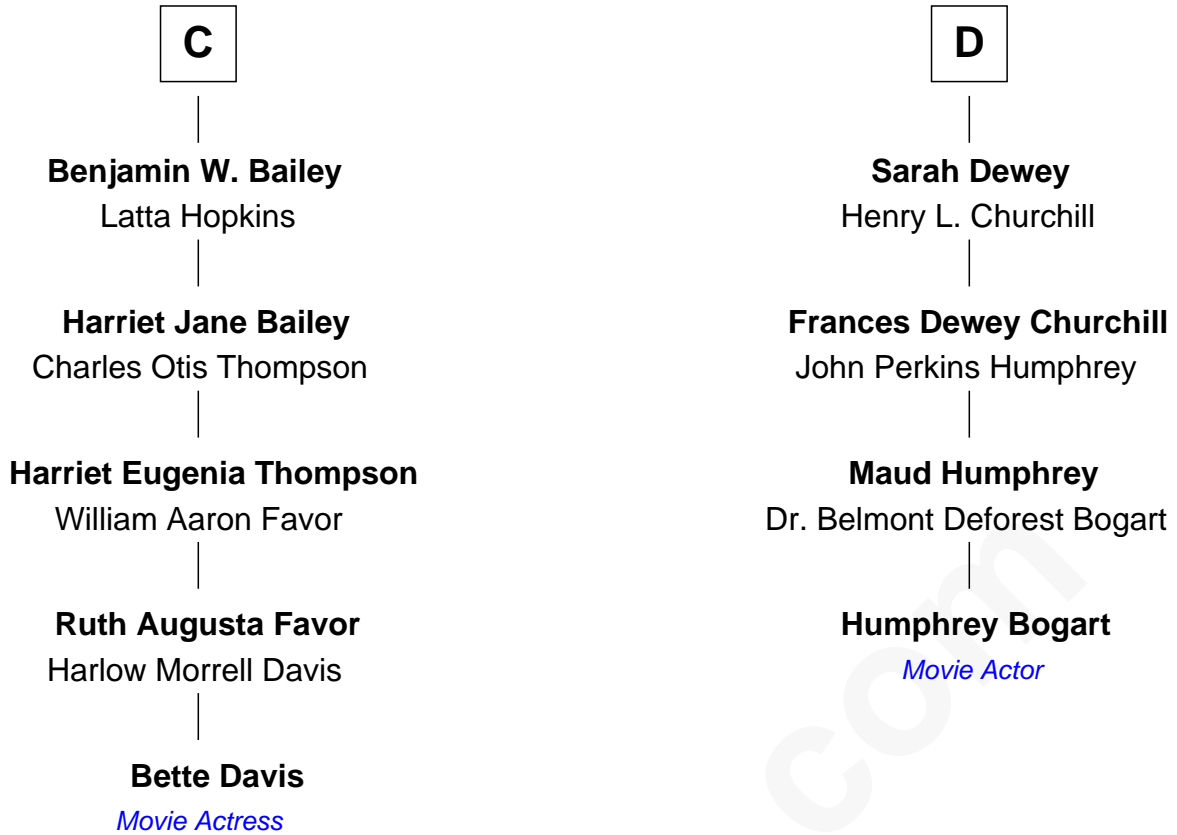 C
Benjamin W. Bailey
Latta Hopkins
Harriet Jane Bailey
Charles Otis Thompson
Harriet Eugenia Thompson
William Aaron Favor
Ruth Augusta Favor
Harlow Morrell Davis
Bette Davis
Movie Actress
D
Sarah Dewey
Henry L. Churchill
Frances Dewey Churchill
John Perkins Humphrey
Maud Humphrey
Dr. Belmont Deforest Bogart
Humphrey Bogart
Movie Actor
com